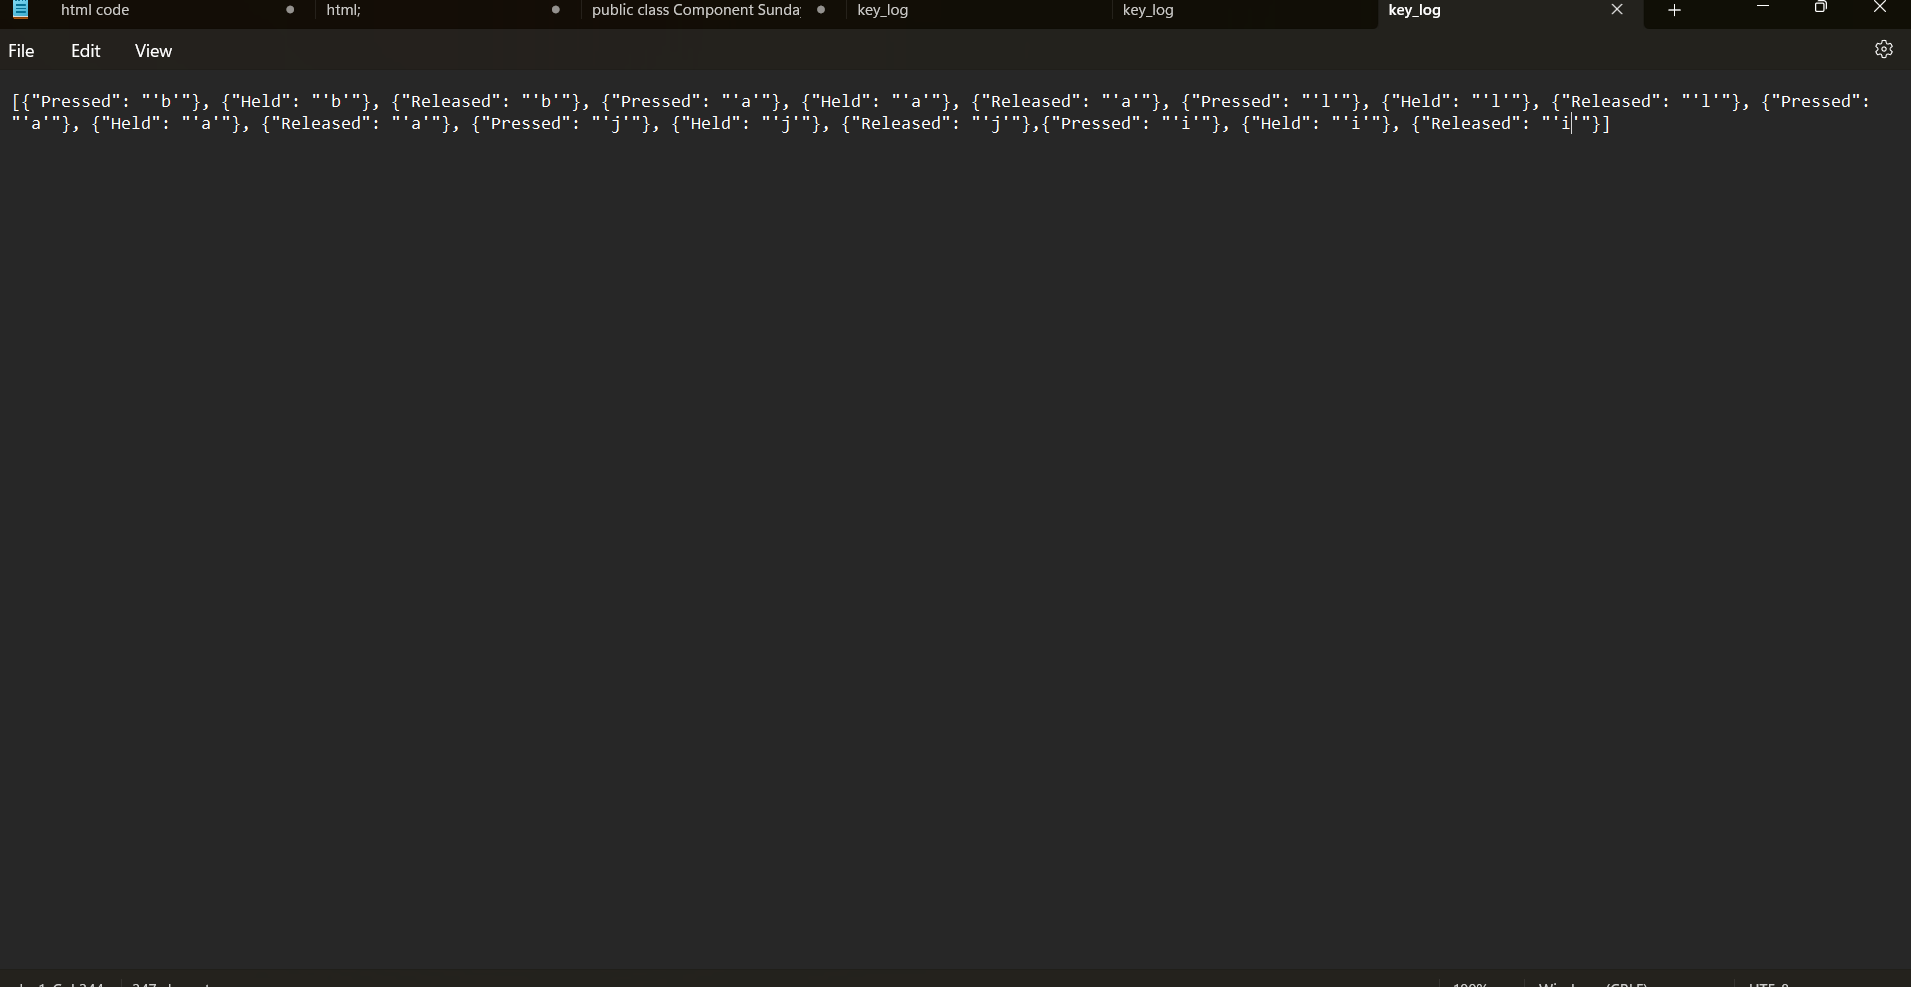 html code
html;
public class Component Sunda
key_log
key_log
key_log
File Edit View
[{"Pressed": "'b'"}, {"Held": "'b'"}, {"Released": "'b'"}, {"Pressed": "'a'"}, {"Held": "'a'"}, {"Released": "'a'"}, {"Pressed": "'l'"}, {"Held": "'l'"}, {"Released": "'l'"}, {"Pressed":
"'a'"}, {"Held": "'a'"}, {"Released": "'a'"}, {"Pressed": "'j'"}, {"Held": "'j'"}, {"Released": "'j'"},{"Pressed": "'i'"}, {"Held": "'i'"}, {"Released": "'i'"}]